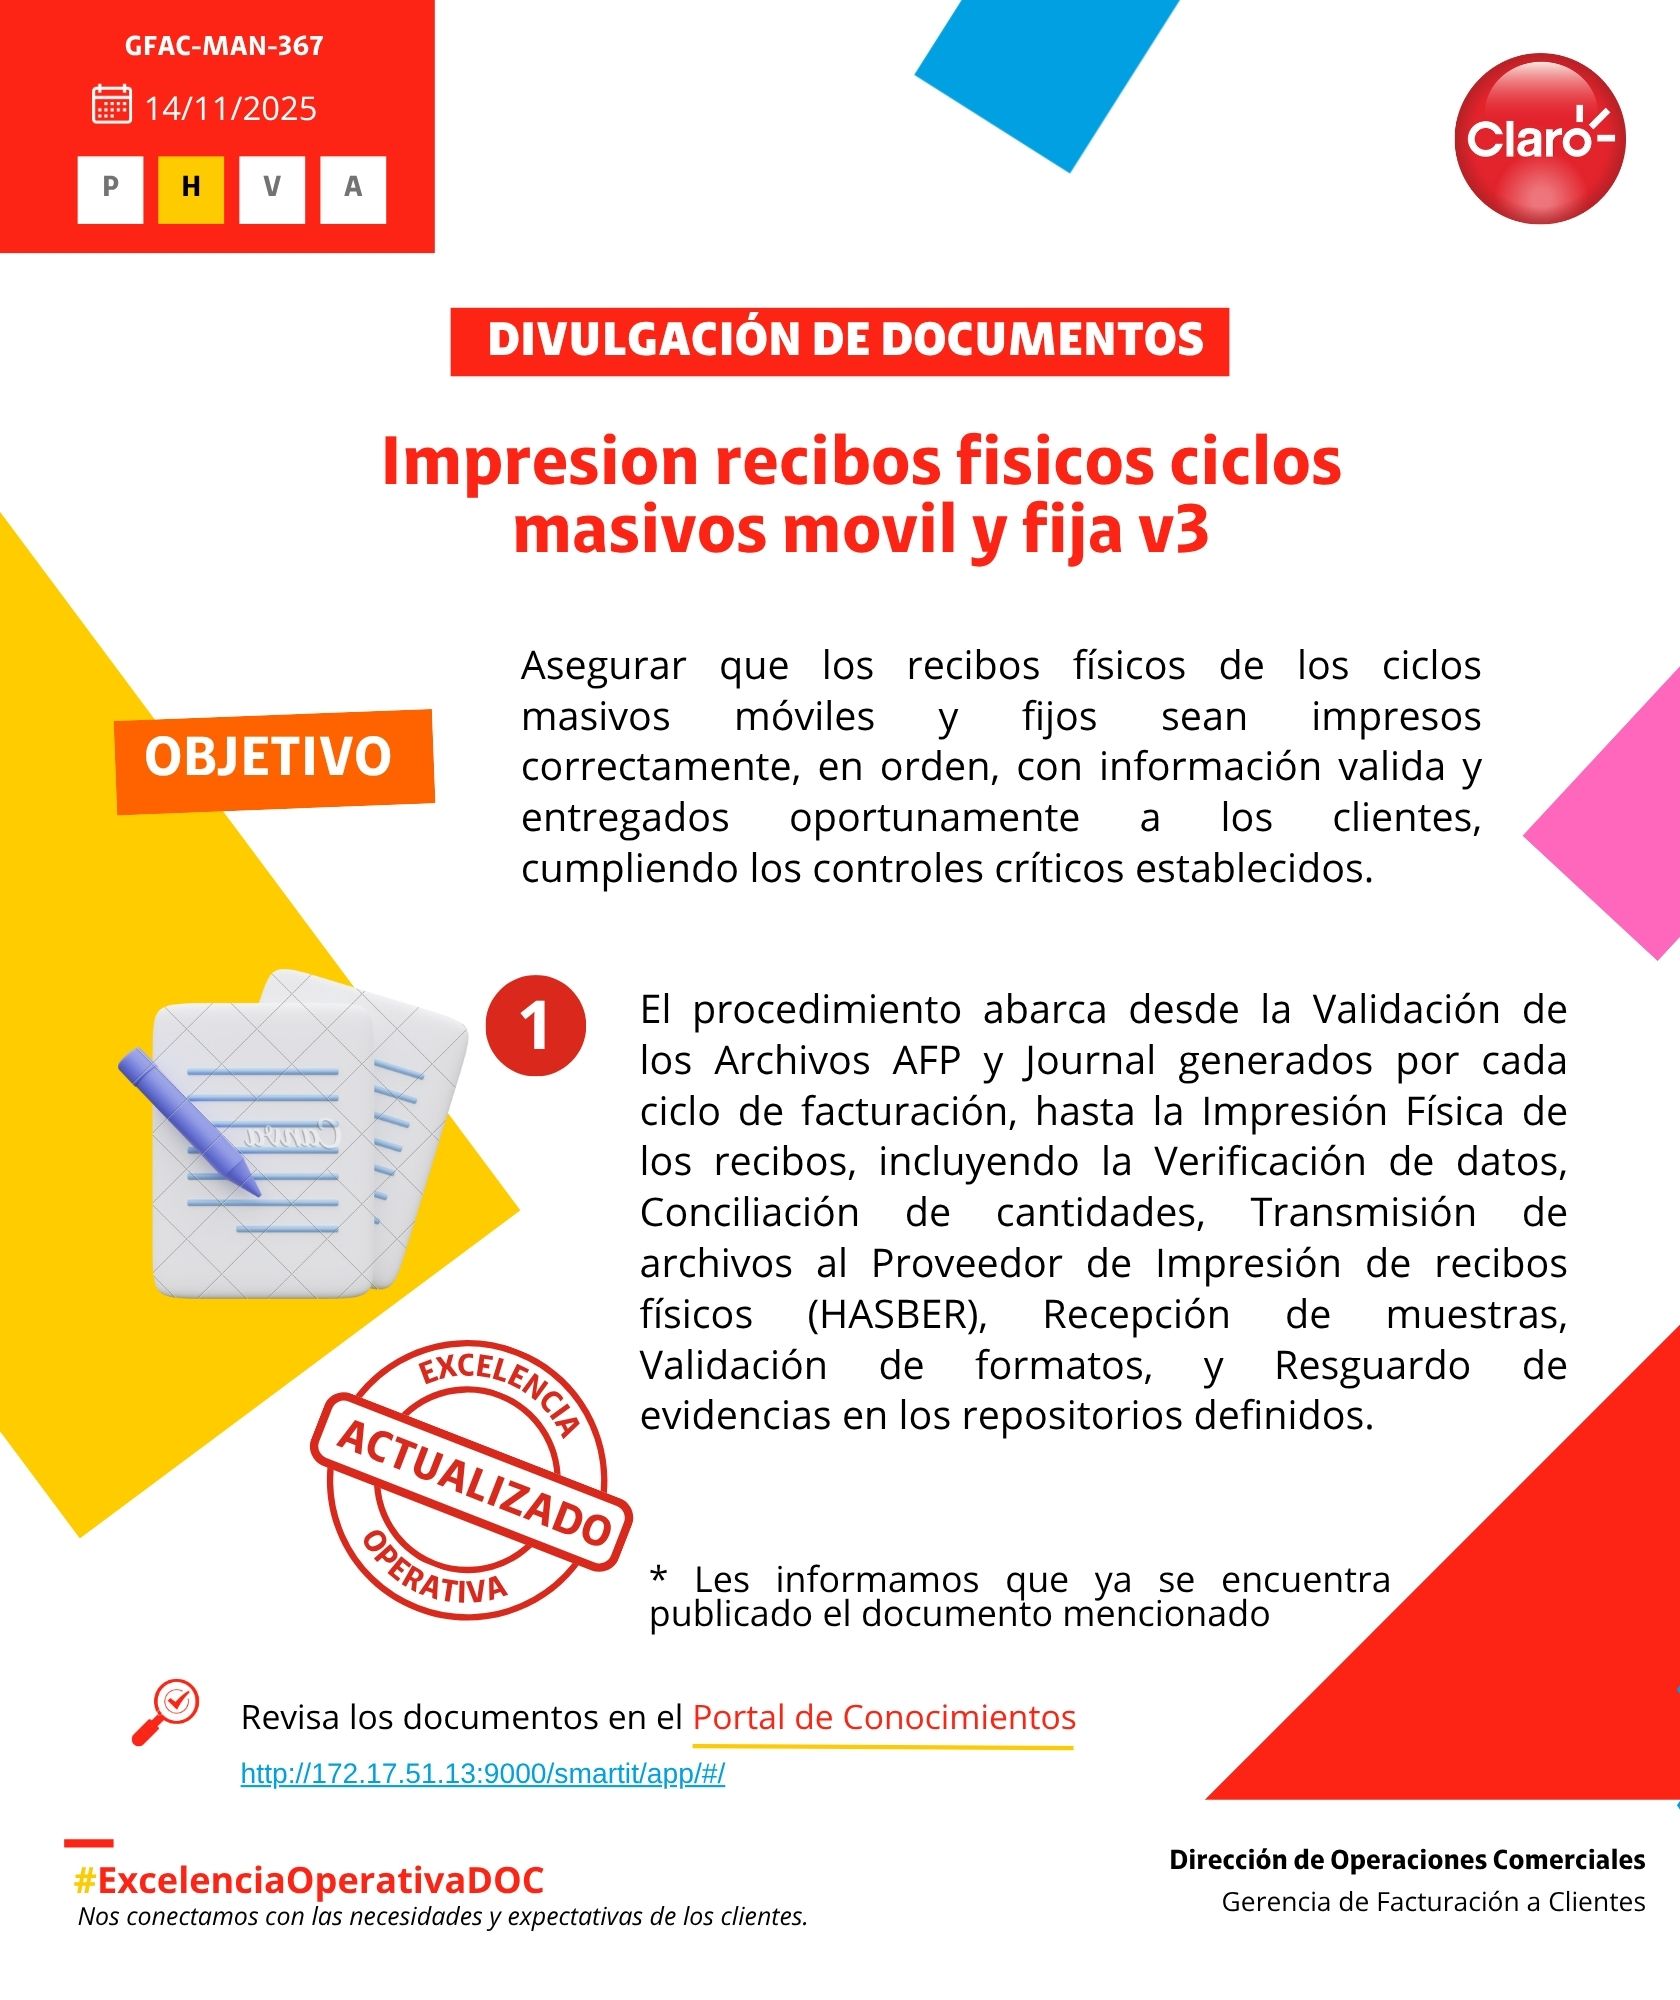 GFAC-MAN-367
14/11/2025
P H V A
Claro
DIVULGACIÓN DE DOCUMENTOS
Impresion recibos fisicos ciclos
masivos movil y fija v3
OBJETIVO
Asegurar que los recibos físicos de los ciclos
masivos móviles y fijos sean impresos
correctamente, en orden, con información valida y
entregados oportunamente a los clientes,
cumpliendo los controles críticos establecidos.
1
El procedimiento abarca desde la Validación de
los Archivos AFP y Journal generados por cada
ciclo de facturación, hasta la Impresión Física de
los recibos, incluyendo la Verificación de datos,
Conciliación de cantidades, Transmisión de
archivos al Proveedor de Impresión de recibos
físicos (HASBER), Recepción de muestras,
Validación de formatos, y Resguardo de
evidencias en los repositorios definidos.
Canva
EXCELENCIA
ACTUALIZADO
OPERATIVA
* Les informamos que ya se encuentra
publicado el documento mencionado
Revisa los documentos en el Portal de Conocimientos
http://172.17.51.13:9000/smartit/app/#/
#ExcelenciaOperativaDOC
Nos conectamos con las necesidades y expectativas de los clientes.
Dirección de Operaciones Comerciales
Gerencia de Facturación a Clientes